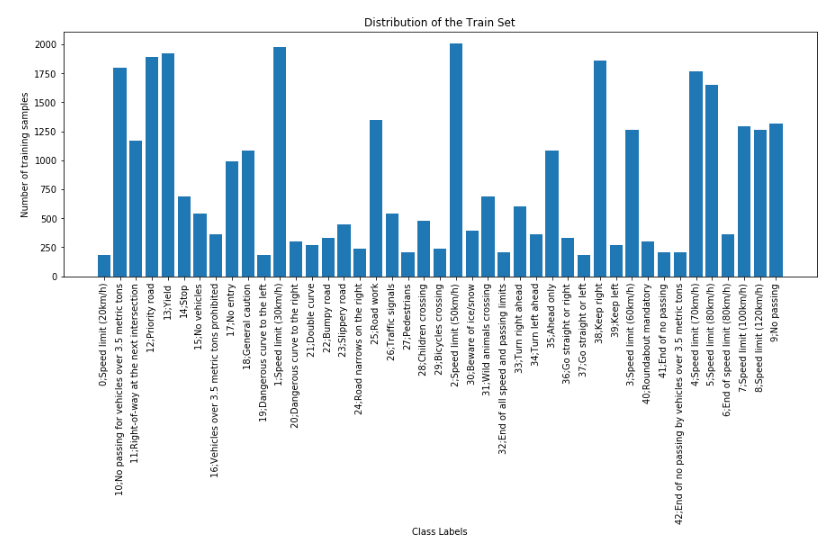 Distribution of the Train Set
Number of training samples
2000
1750
1500
1250
1000
750
500
250
0
0;Speed limit (20km/h)
10;No passing for vehicles over 3.5 metric tons
11;Right-of-way at the next intersection
12;Priority road
13;Yield
14;Stop
15;No vehicles
16;Vehicles over 3.5 metric tons prohibited
17;No entry
18;General caution
19;Dangerous curve to the left
1;Speed limit (30km/h)
20;Dangerous curve to the right
21;Double curve
22;Bumpy road
23;Slippery road
24;Road narrows on the right
25;Road work
26;Traffic signals
27;Pedestrians
28;Children crossing
29;Bicycles crossing
2;Speed limit (50km/h)
30;Beware of ice/snow
31;Wild animals crossing
32;End of all speed and passing limits
33;Turn right ahead
34;Turn left ahead
35;Ahead only
36;Go straight or right
37;Go straight or left
38;Keep right
39;Keep left
3;Speed limit (60km/h)
40;Roundabout mandatory
41;End of no passing
42;End of no passing by vehicles over 3.5 metric tons
4;Speed limit (70km/h)
5;Speed limit (80km/h)
6;End of speed limit (80km/h)
7;Speed limit (100km/h)
8;Speed limit (120km/h)
9;No passing
Class Labels